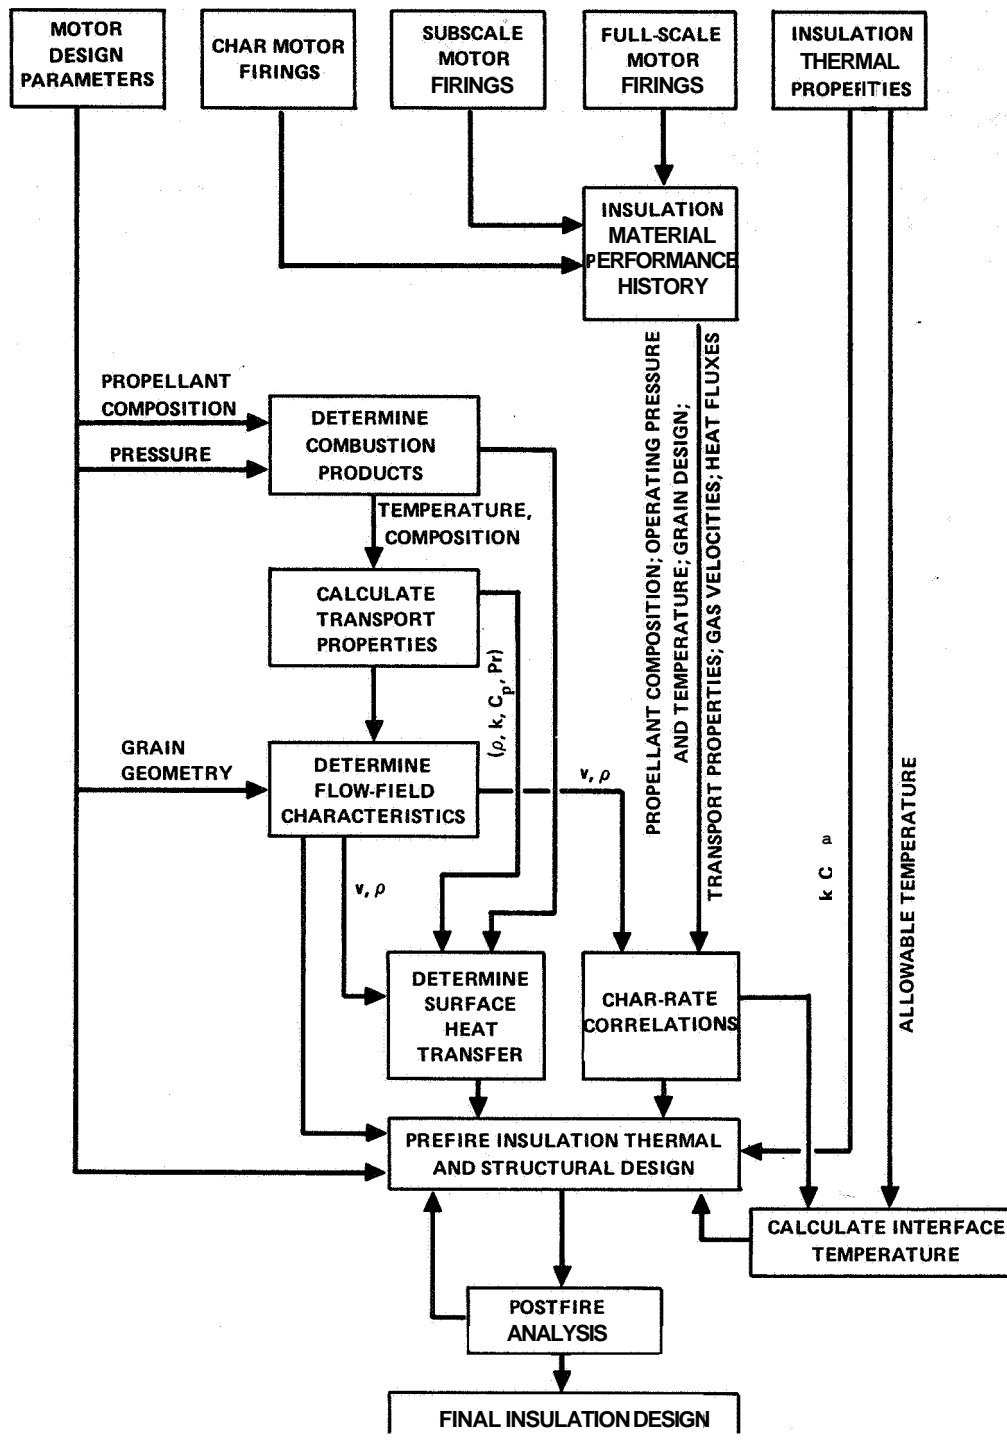 MOTOR
DESIGN
PARAMETERS
CHAR MOTOR
FIRINGS
SUBSCALE
MOTOR
FIRINGS
FULL-SCALE
MOTOR
FIRINGS
INSULATION
THERMAL
PROPERTIES
INSULATION
MATERIAL
PERFORMANCE
HISTORY
PROPELLANT
COMPOSITION
PRESSURE
DETERMINE
COMBUSTION
PRODUCTS
TEMPERATURE,
COMPOSITION
CALCULATE
TRANSPORT
PROPERTIES
(ρ, k, Cp, Pr)
PROPELLANT COMPOSITION; OPERATING PRESSURE
AND TEMPERATURE; GRAIN DESIGN;
TRANSPORT PROPERTIES; GAS VELOCITIES; HEAT FLUXES
GRAIN
GEOMETRY
DETERMINE
FLOW-FIELD
CHARACTERISTICS
v, ρ
v, ρ
k C a
ALLOWABLE TEMPERATURE
DETERMINE
SURFACE
HEAT
TRANSFER
CHAR-RATE
CORRELATIONS
PREFIRE INSULATION THERMAL
AND STRUCTURAL DESIGN
CALCULATE INTERFACE
TEMPERATURE
POSTFIRE
ANALYSIS
FINAL INSULATION DESIGN